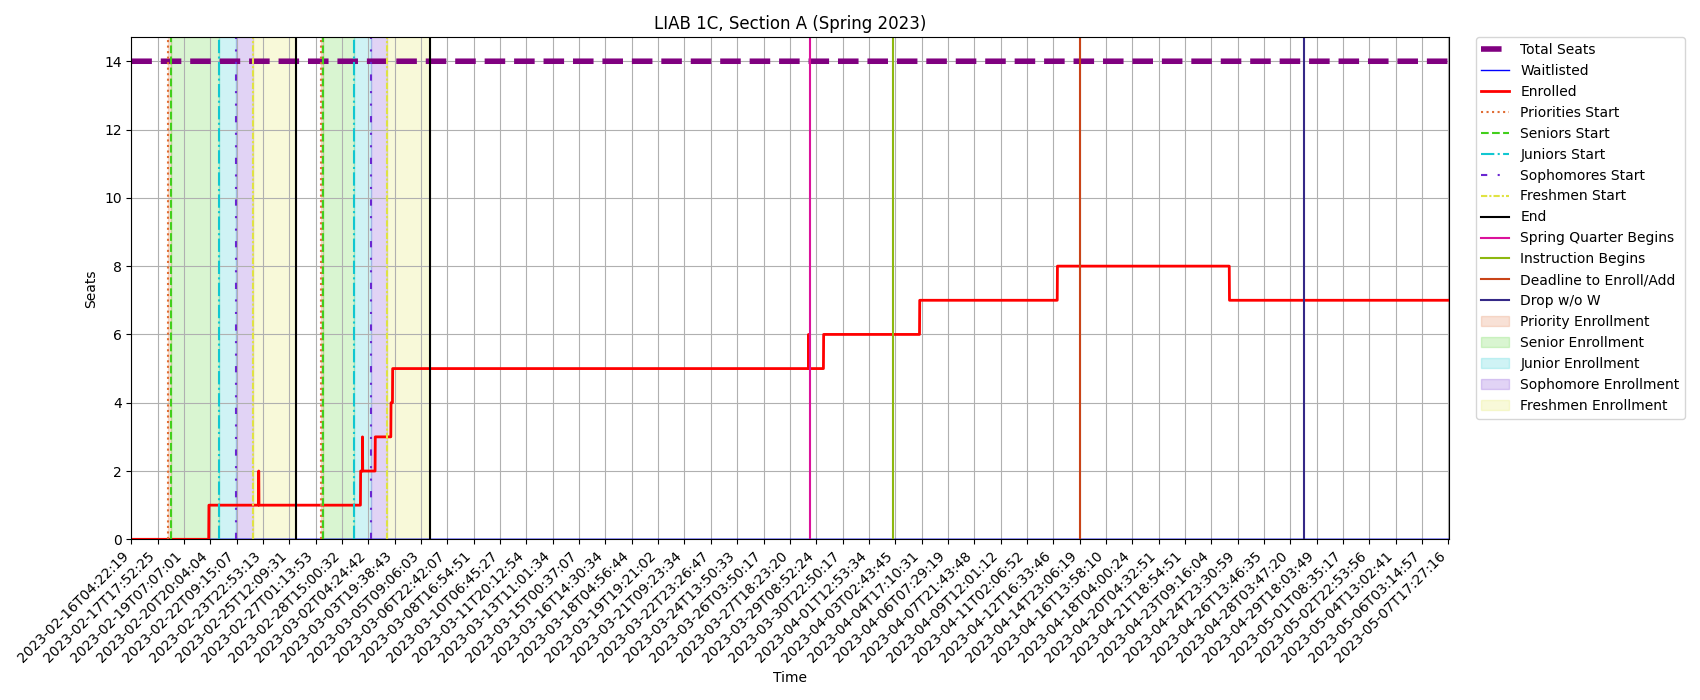 LIAB 1C, Section A (Spring 2023)
Seats
14
12
10
8
6
4
2
0
2023-02-16T04:22:19
2023-02-17T17:52:25
2023-02-19T07:07:01
2023-02-20T20:04:04
2023-02-22T09:15:07
2023-02-23T22:53:13
2023-02-25T12:09:31
2023-02-27T01:13:53
2023-02-28T15:00:32
2023-03-02T04:24:42
2023-03-03T19:38:43
2023-03-05T09:06:03
2023-03-06T22:42:07
2023-03-08T16:54:51
2023-03-10T06:45:27
2023-03-11T20:12:54
2023-03-13T11:01:34
2023-03-15T00:37:07
2023-03-16T14:30:34
2023-03-18T04:56:44
2023-03-19T19:21:02
2023-03-21T09:23:34
2023-03-22T23:26:47
2023-03-24T13:50:33
2023-03-26T03:50:17
2023-03-27T18:23:20
2023-03-29T08:52:24
2023-03-30T22:50:17
2023-04-01T12:53:34
2023-04-03T02:43:45
2023-04-04T17:10:31
2023-04-06T07:29:19
2023-04-07T21:43:48
2023-04-09T12:01:12
2023-04-11T02:06:52
2023-04-12T16:33:46
2023-04-14T23:06:19
2023-04-16T13:58:10
2023-04-18T04:00:24
2023-04-20T04:32:51
2023-04-21T18:54:51
2023-04-23T09:16:04
2023-04-24T23:30:59
2023-04-26T13:46:35
2023-04-28T03:47:20
2023-04-29T18:03:49
2023-05-01T08:35:17
2023-05-02T22:53:56
2023-05-04T13:02:41
2023-05-06T03:14:57
2023-05-07T17:27:16
Time
Total Seats
Waitlisted
Enrolled
Priorities Start
Seniors Start
Juniors Start
Sophomores Start
Freshmen Start
End
Spring Quarter Begins
Instruction Begins
Deadline to Enroll/Add
Drop w/o W
Priority Enrollment
Senior Enrollment
Junior Enrollment
Sophomore Enrollment
Freshmen Enrollment